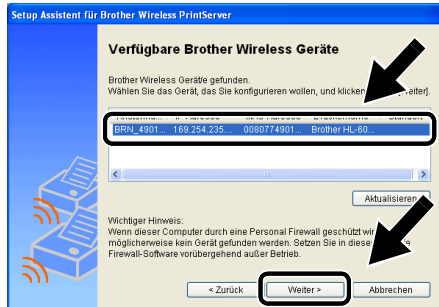 Setup Assistent für Brother Wireless PrintServer
Verfügbare Brother Wireless Geräte
Brother Wireless Gerät/e gefunden.
Wählen Sie das Gerät, das Sie konfigurieren wollen, und klicken
BRN_4901... 169.254.235.... 0080774901... Brother HL-60...
Aktualisieren
Wichtiger Hinweis:
Wenn dieser Computer durch eine Personal Firewall geschützt
möglicherweise kein Gerät gefunden werden. Setzen Sie in
Firewall-Software vorübergehend außer Betrieb.
< Zurück Weiter > Abbrechen